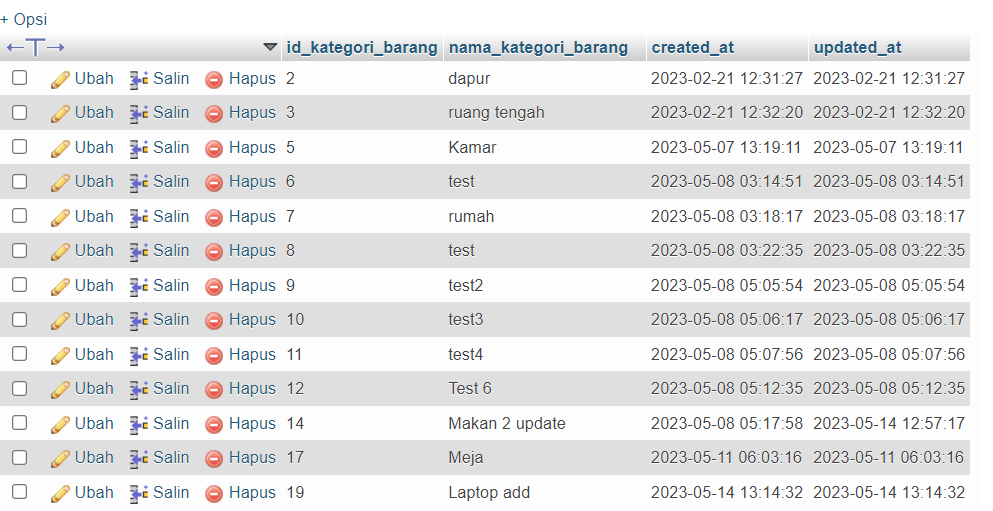 + Opsi
←T→ id_kategori_barang nama_kategori_barang created_at updated_at
Ubah Salin Hapus 2 dapur 2023-02-21 12:31:27 2023-02-21 12:31:27
Ubah Salin Hapus 3 ruang tengah 2023-02-21 12:32:20 2023-02-21 12:32:20
Ubah Salin Hapus 5 Kamar 2023-05-07 13:19:11 2023-05-07 13:19:11
Ubah Salin Hapus 6 test 2023-05-08 03:14:51 2023-05-08 03:14:51
Ubah Salin Hapus 7 rumah 2023-05-08 03:18:17 2023-05-08 03:18:17
Ubah Salin Hapus 8 test 2023-05-08 03:22:35 2023-05-08 03:22:35
Ubah Salin Hapus 9 test2 2023-05-08 05:05:54 2023-05-08 05:05:54
Ubah Salin Hapus 10 test3 2023-05-08 05:06:17 2023-05-08 05:06:17
Ubah Salin Hapus 11 test4 2023-05-08 05:07:56 2023-05-08 05:07:56
Ubah Salin Hapus 12 Test 6 2023-05-08 05:12:35 2023-05-08 05:12:35
Ubah Salin Hapus 14 Makan 2 update 2023-05-08 05:17:58 2023-05-14 12:57:17
Ubah Salin Hapus 17 Meja 2023-05-11 06:03:16 2023-05-11 06:03:16
Ubah Salin Hapus 19 Laptop add 2023-05-14 13:14:32 2023-05-14 13:14:32